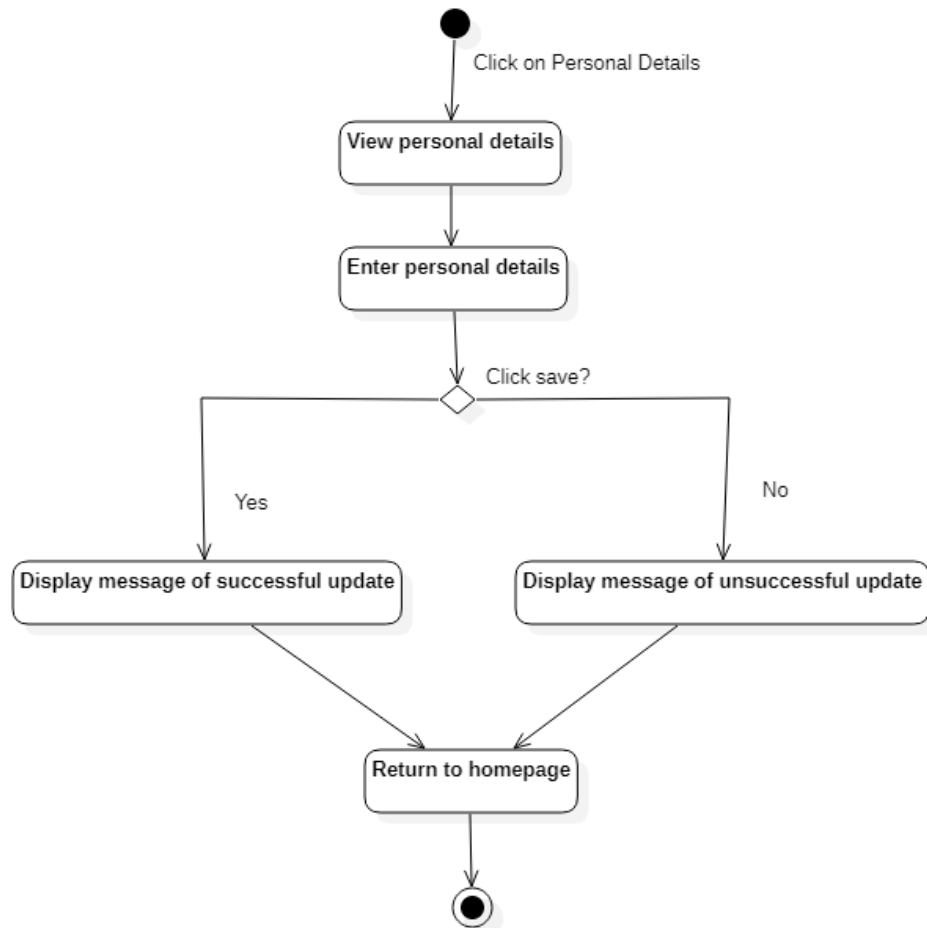 Click on Personal Details
View personal details
Enter personal details
Click save?
Yes
No
Display message of successful update
Display message of unsuccessful update
Return to homepage